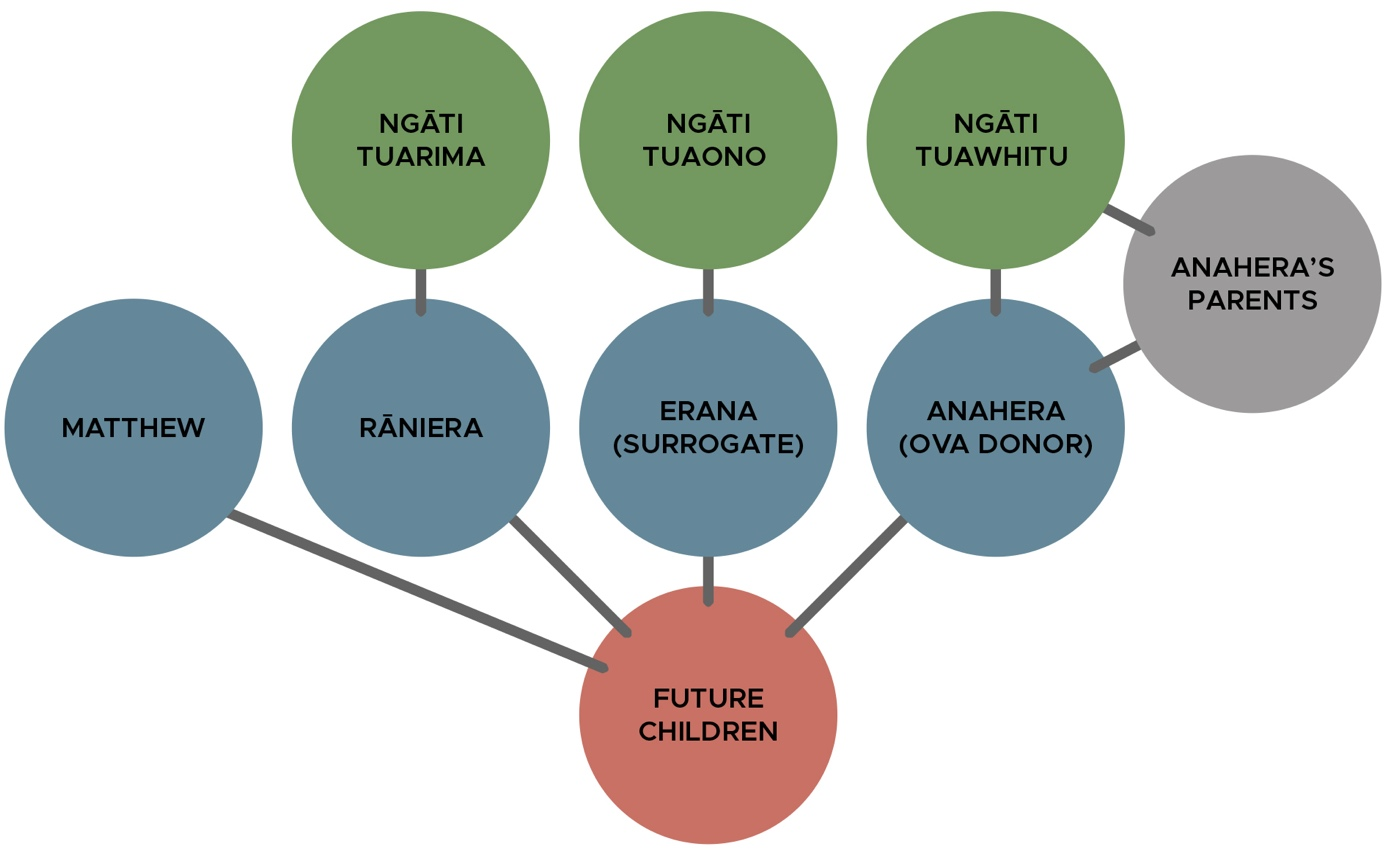 NGĀTI
TUARIMA
NGĀTI
TUAONO
NGĀTI
TUAWHITU
ANAHERA’S
PARENTS
MATTHEW
RĀNIERA
ERANA
(SURROGATE)
ANAHERA
(OVA DONOR)
FUTURE
CHILDREN